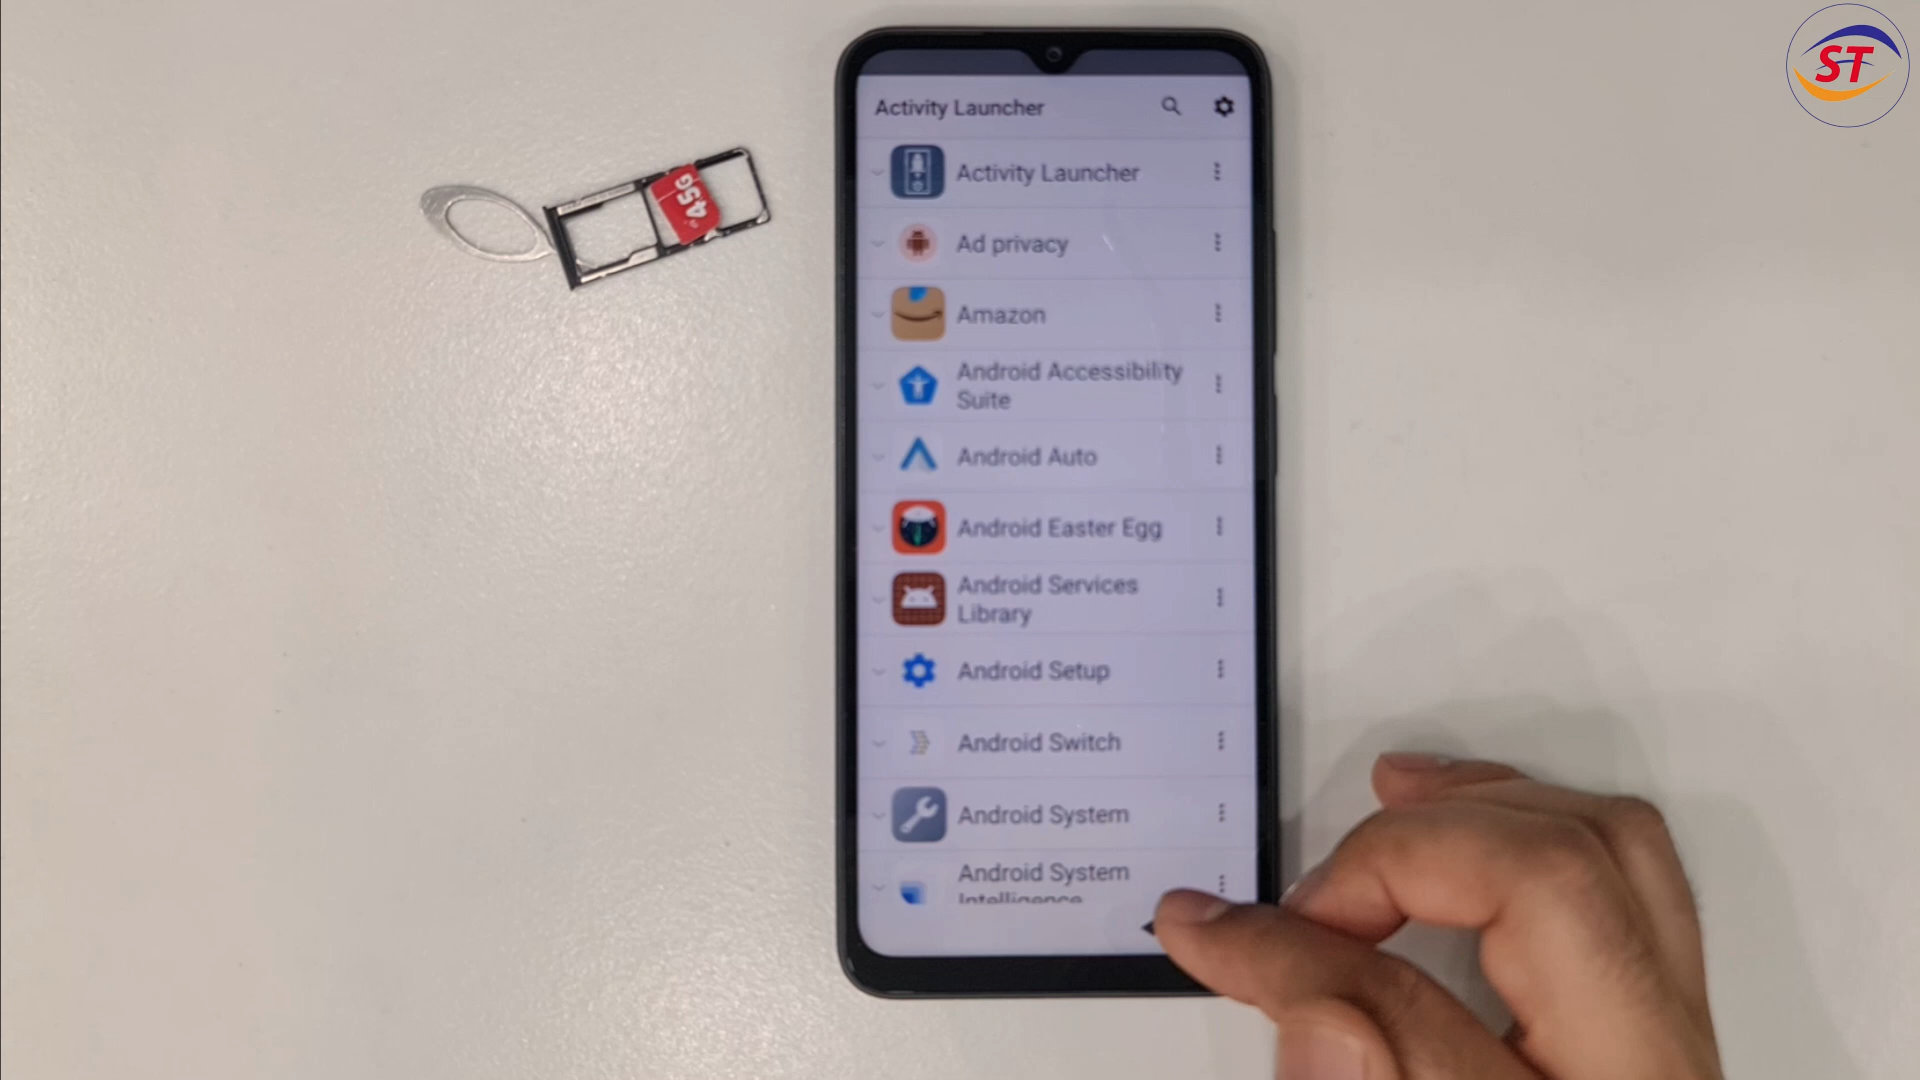 ST
Activity Launcher
Activity Launcher
Ad privacy
4.5G
Amazon
Android Accessibility
Suite
Android Auto
Android Easter Egg
Android Services
Library
Android Setup
Android Switch
Android System
Android System
Intelligence